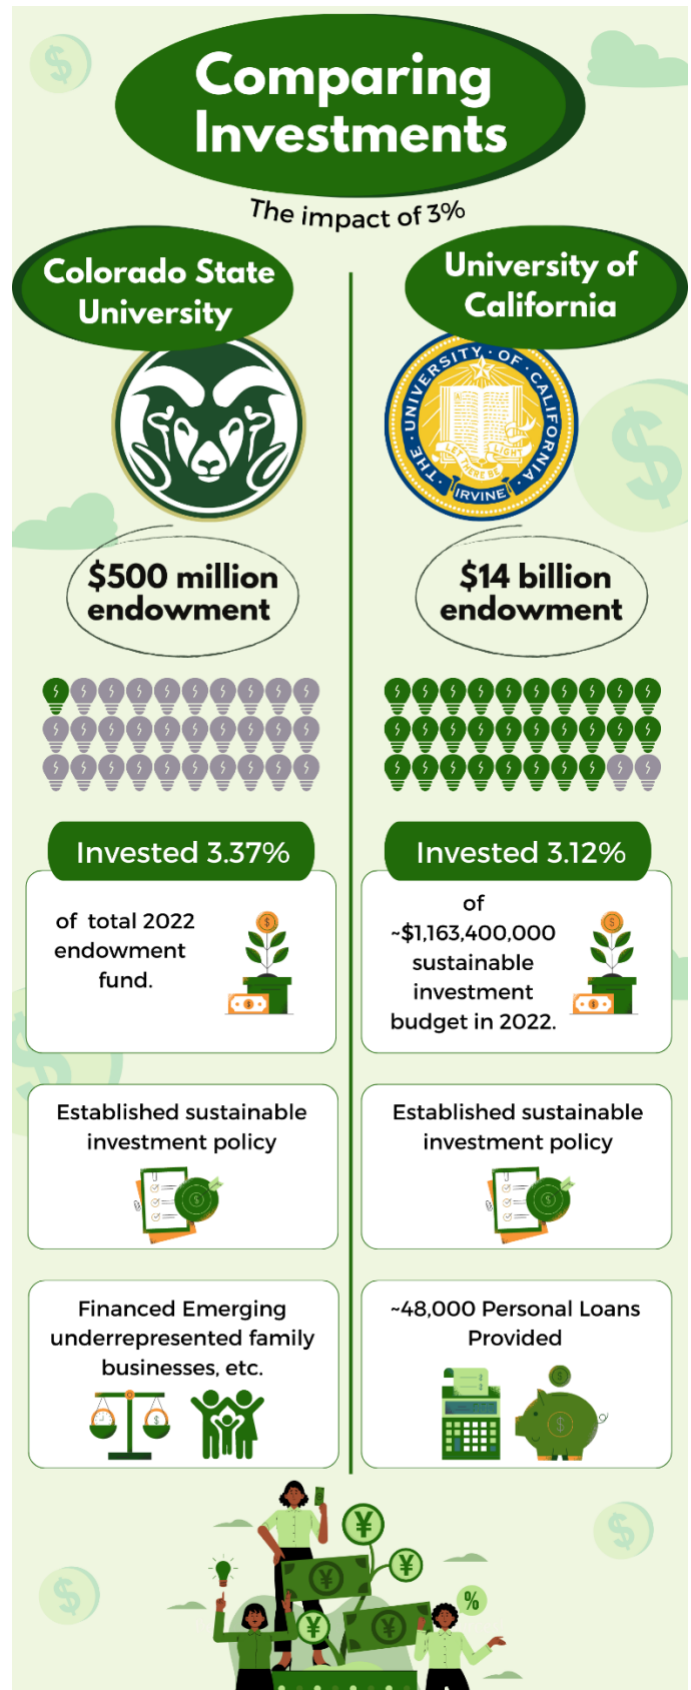 Comparing
Investments
The impact of 3%
Colorado State
University
University of
California
THE · UNIVERSITY · OF · CALIFORNIA ·
LET THERE BE LIGHT
IRVINE
$500 million
endowment
$14 billion
endowment
Invested 3.37%
of total 2022
endowment
fund.
Invested 3.12%
of
~$1,163,400,000
sustainable
investment
budget in 2022.
Established sustainable
investment policy
Established sustainable
investment policy
Financed Emerging
underrepresented family
businesses, etc.
~48,000 Personal Loans
Provided